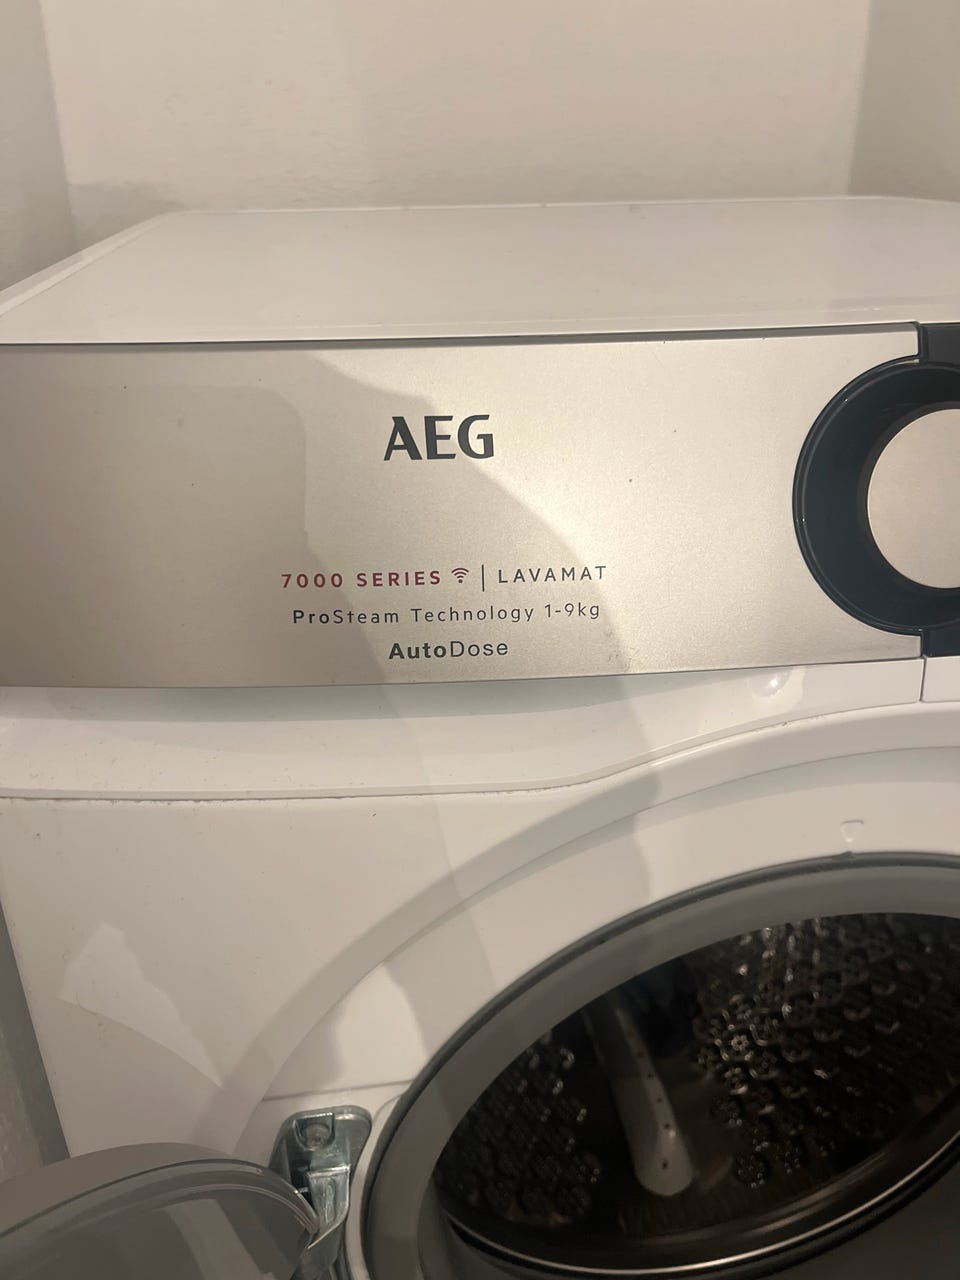 AEG
7000 SERIES | LAVAMAT
ProSteam Technology 1-9kg
AutoDose